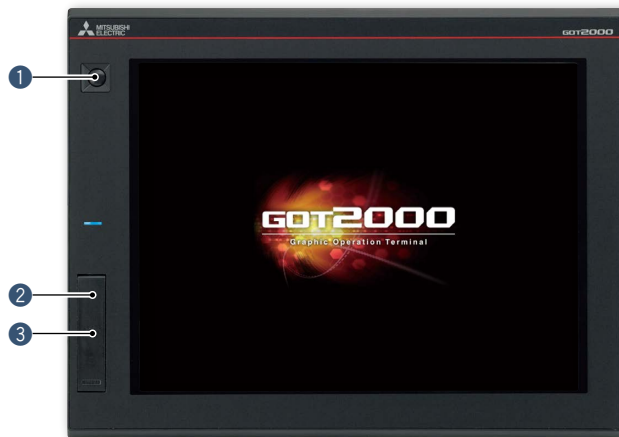 MITSUBISHI
ELECTRIC
GOT2000
1
GOT2000
Graphic Operation Terminal
2
3